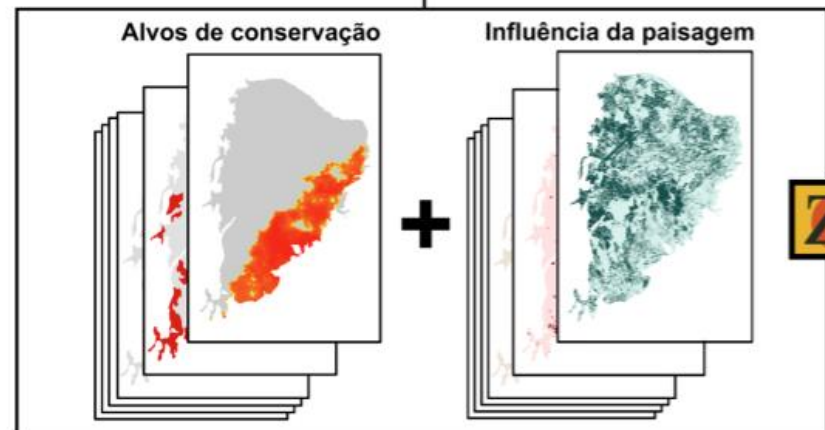 Alvos de conservação
Influência da paisagem
Z